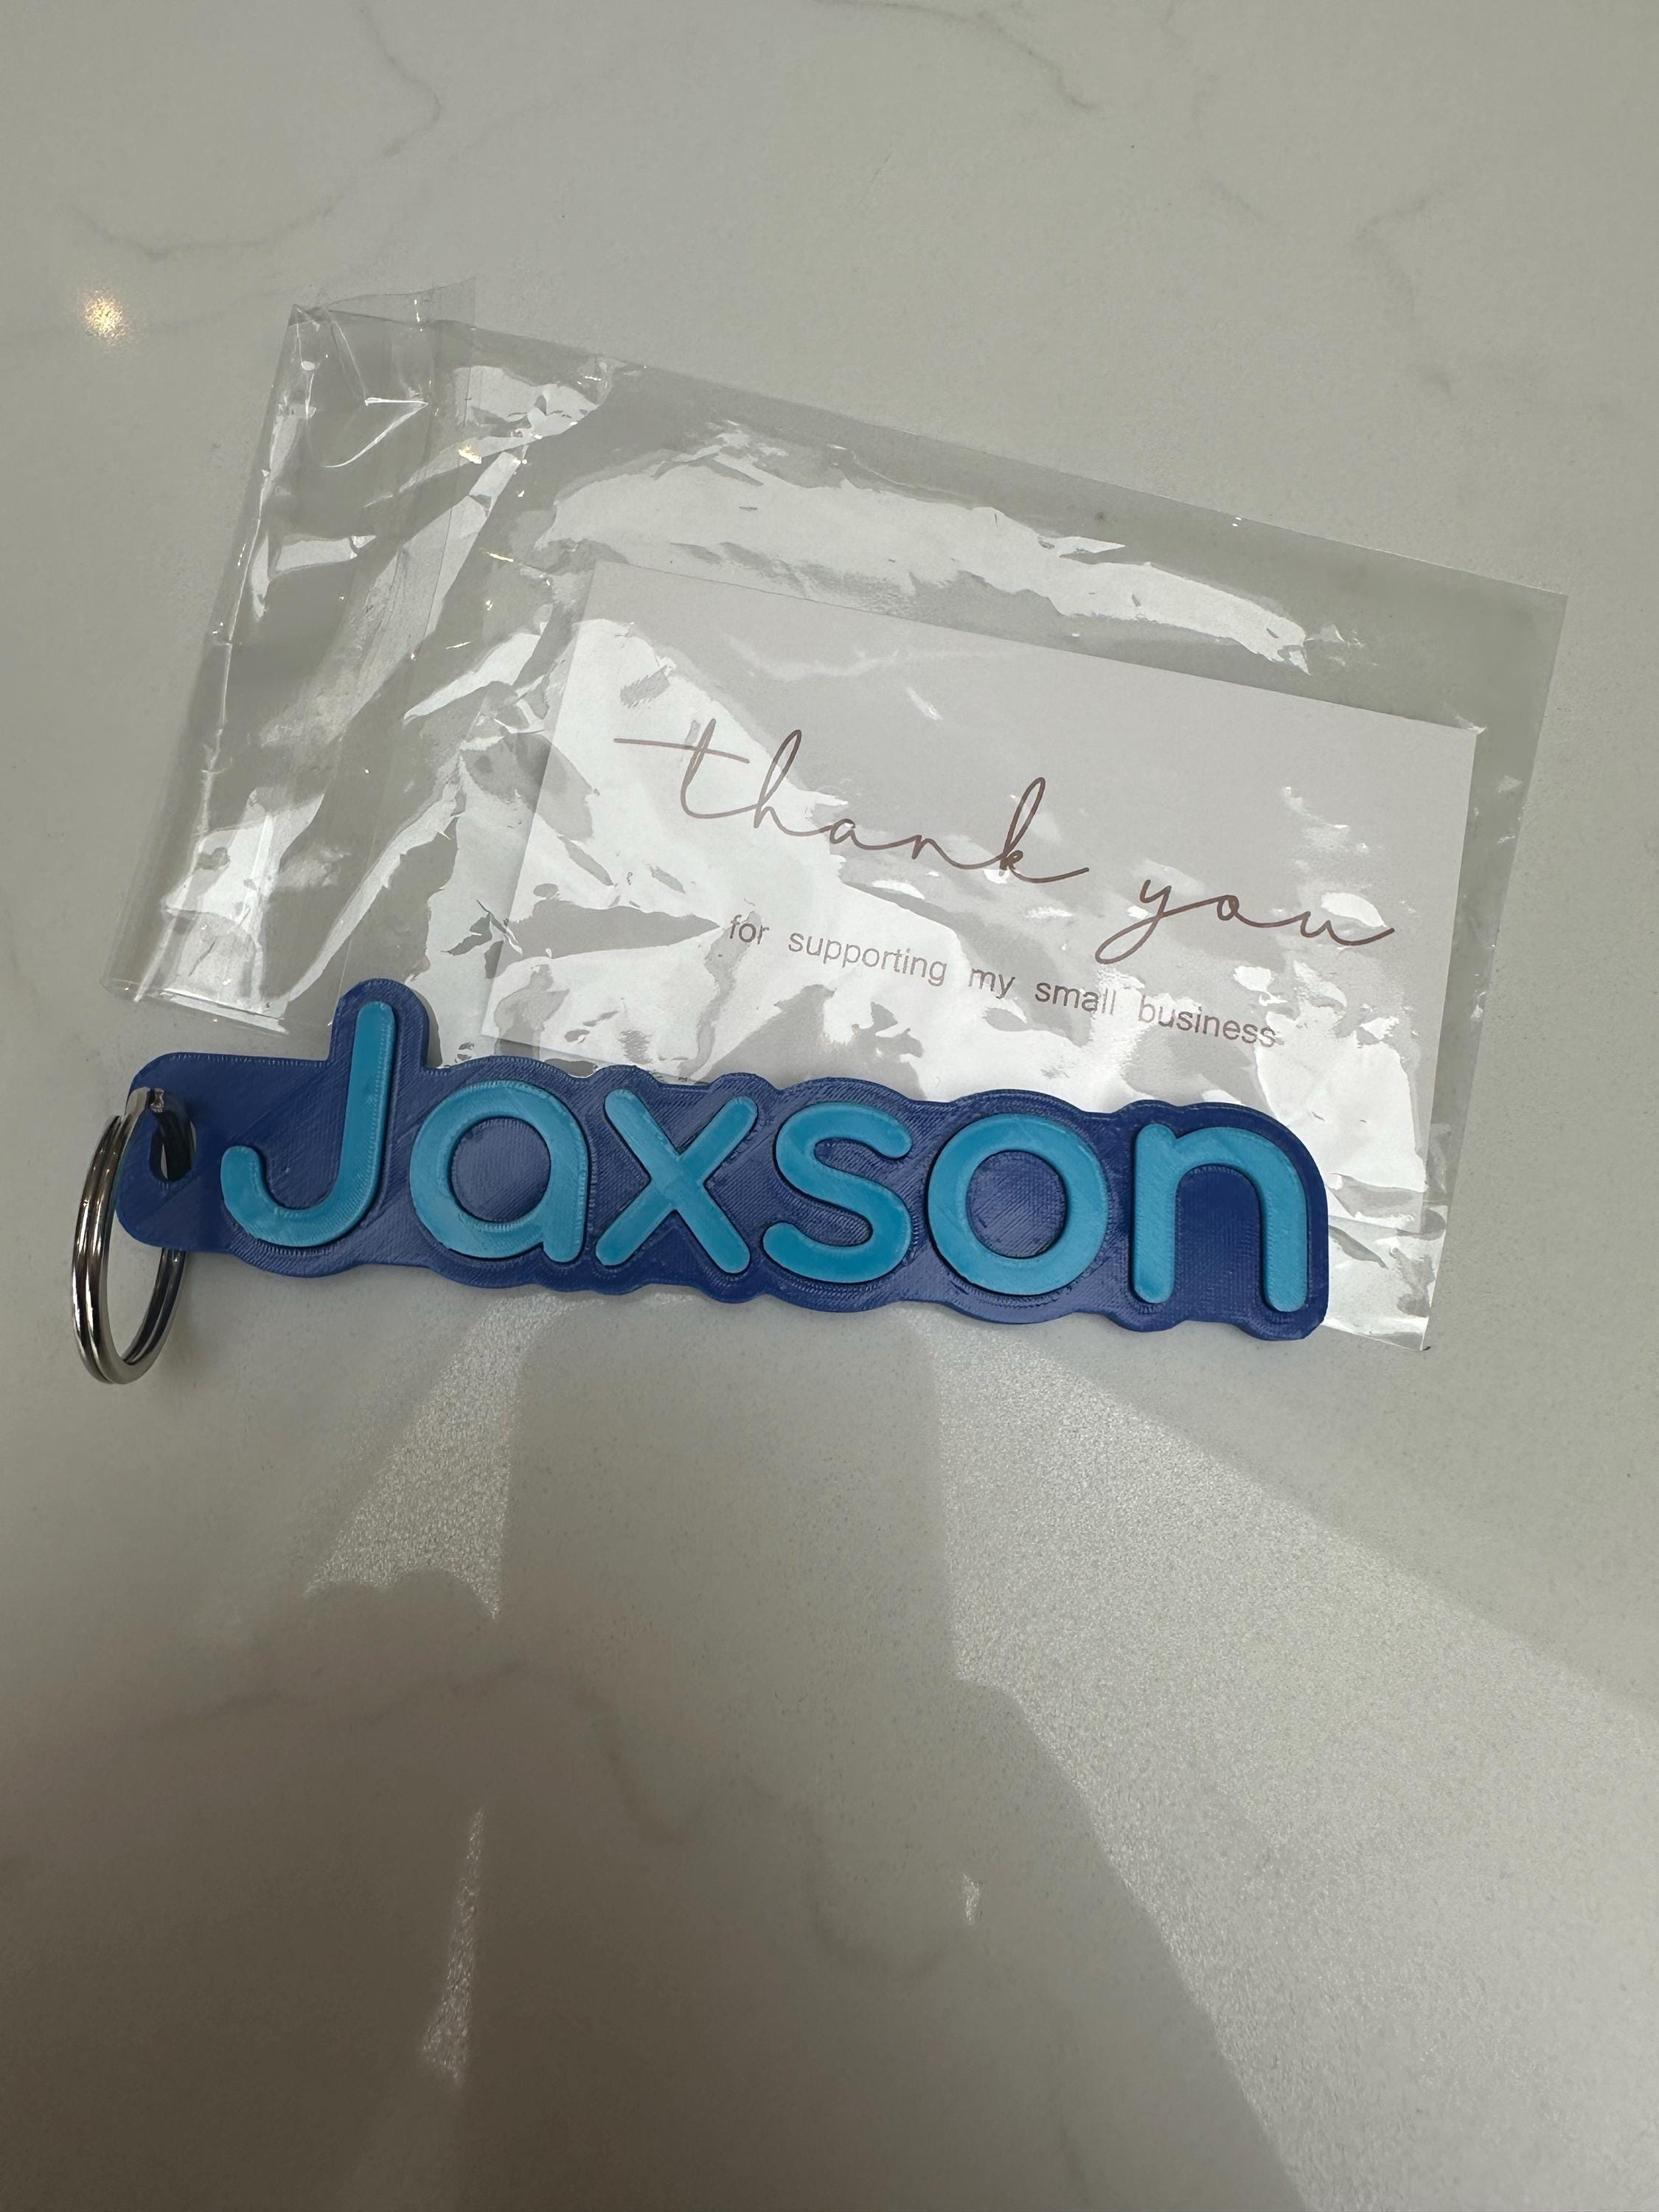 thank you
for supporting my small business
Jaxson